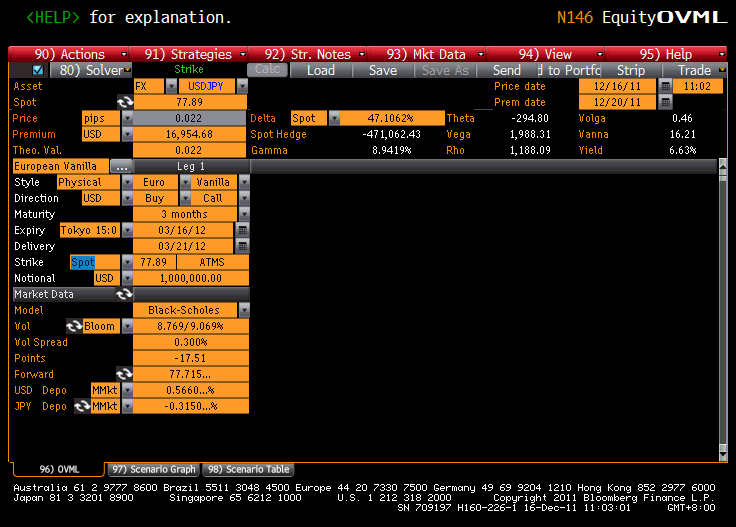 <HELP> for explanation. N146 Equity OVML
90) Actions 91) Strategies 92) Str. Notes 93) Mkt Data 94) View 95) Help
80) Solver Strike Calc Load Save Save As Send d to Portfo Strip Trade
Asset FX USDJPY Price date 12/16/11 11:02
Spot 77.89 Prem date 12/20/11
Price pips 0.022 Delta Spot 47.1062% Theta -294.80 Volga 0.46
Premium USD 16,954.68 Spot Hedge -471,062.43 Vega 1,988.31 Vanna 16.21
Theo. Val. 0.022 Gamma 8.9419% Rho 1,188.09 Yield 6.63%
European Vanilla ... Leg 1
Style Physical Euro Vanilla
Direction USD Buy Call
Maturity 3 months
Expiry Tokyo 15:0 03/16/12
Delivery 03/21/12
Strike Spot 77.89 ATMS
Notional USD 1,000,000.00
Market Data
Model Black-Scholes
Vol Bloom 8.769/9.069%
Vol Spread 0.300%
Points -17.51
Forward 77.715...
USD Depo MMkt 0.5660...%
JPY Depo MMkt -0.3150...%
96) OVML 97) Scenario Graph 98) Scenario Table
Australia 61 2 9777 8600 Brazil 5511 3048 4500 Europe 44 20 7330 7500 Germany 49 69 9204 1210 Hong Kong 852 2977 6000
Japan 81 3 3201 8900 Singapore 65 6212 1000 U.S. 1 212 318 2000 Copyright 2011 Bloomberg Finance L.P.
SN 709197 H160-226-1 16-Dec-11 11:03:01 GMT+8:00